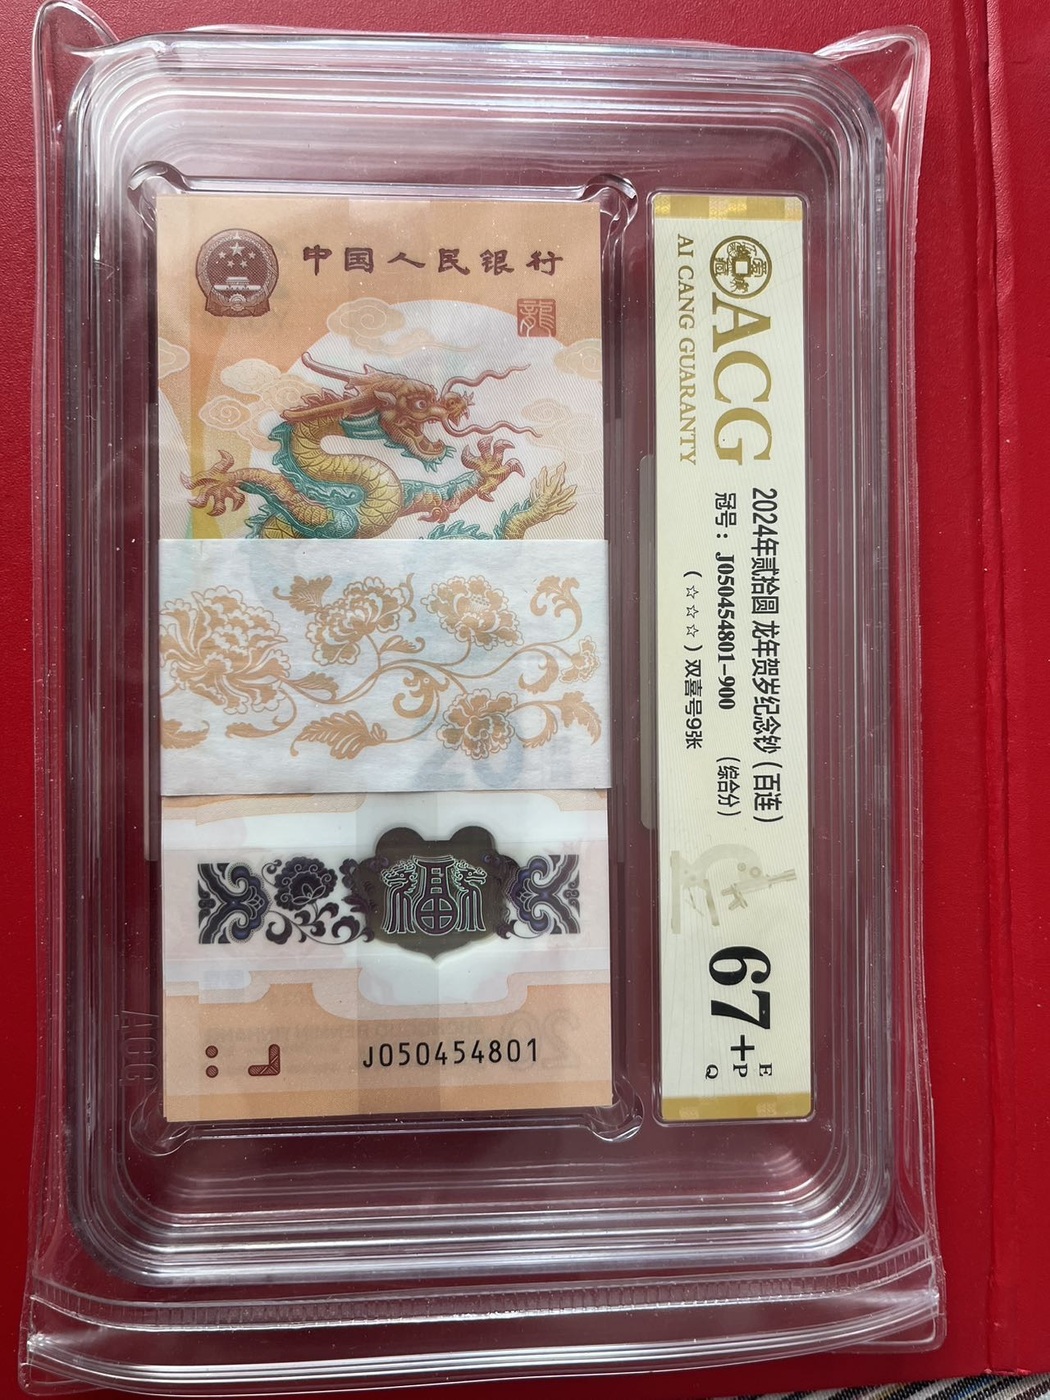 中国人民银行
龍
福
20
J050454801
ACG
AI CANG GUARANTY
2024年贰拾圆 龙年贺岁纪念钞（百连）
冠号：J050454801-900 （综合分）
（☆☆☆）双喜号9张
67+
E
P
Q
ACG